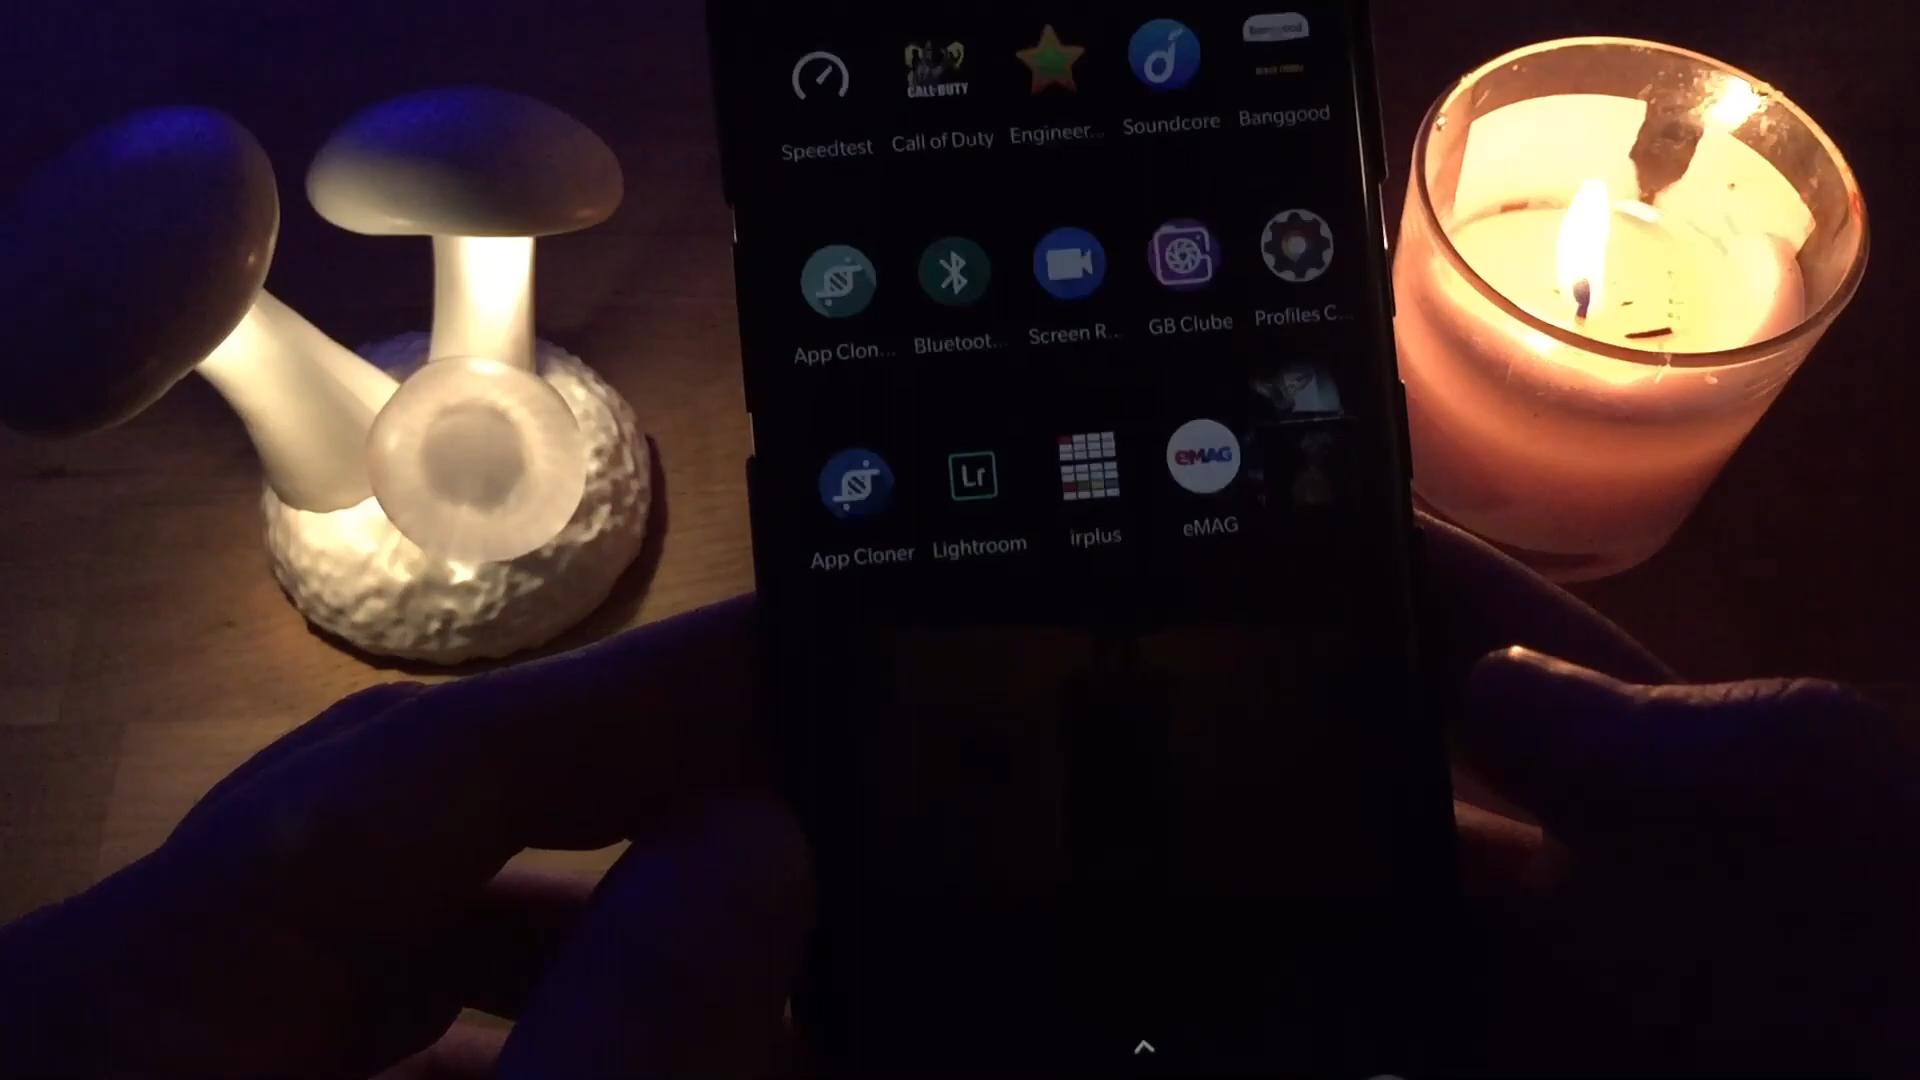 CALL·DUTY
Speedtest Call of Duty Engineer... Soundcore Banggood
App Clon... Bluetoot... Screen R... GB Clube Profiles C...
Lr
eMAG
App Cloner Lightroom irplus eMAG